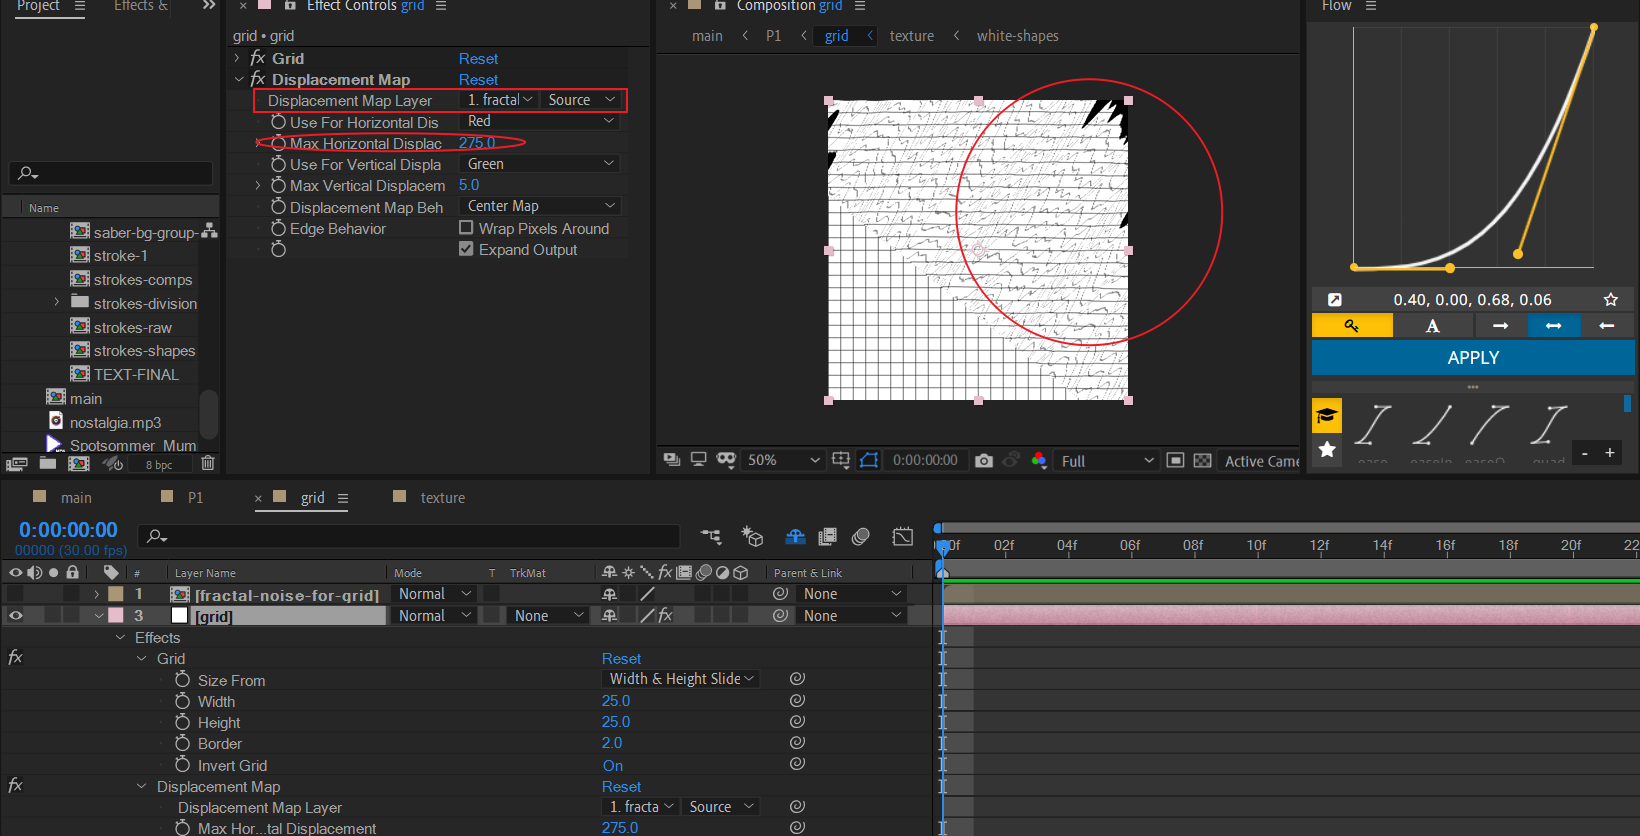 Project
Effects &
Effect Controls grid
Composition grid
Flow
grid • grid
main
P1
grid
texture
white-shapes
Grid
Reset
Displacement Map
Reset
Displacement Map Layer
1. fractal
Source
Use For Horizontal Dis
Red
Max Horizontal Displac
275.0
Use For Vertical Displa
Green
Max Vertical Displacem
5.0
Displacement Map Beh
Center Map
Edge Behavior
Wrap Pixels Around
Expand Output
Name
saber-bg-group-
stroke-1
strokes-comps
strokes-division
strokes-raw
strokes-shapes
TEXT-FINAL
main
nostalgia.mp3
Spotsommer_Mum
8 bpc
50%
0:00:00:00
Full
Active Came
0.40, 0.00, 0.68, 0.06
A
APPLY
ease
easeIn
easeO
quad
- +
main
P1
grid
texture
0:00:00:00
00000 (30.00 fps)
00f 02f 04f 06f 08f 10f 12f 14f 16f 18f 20f 22
#
Layer Name
Mode
T
TrkMat
fx
Parent & Link
1
[fractal-noise-for-grid]
Normal
None
3
[grid]
Normal
None
fx
None
Effects
fx
Grid
Reset
Size From
Width & Height Slide
Width
25.0
Height
25.0
Border
2.0
Invert Grid
On
fx
Displacement Map
Reset
Displacement Map Layer
1. fracta
Source
Max Hor...tal Displacement
275.0